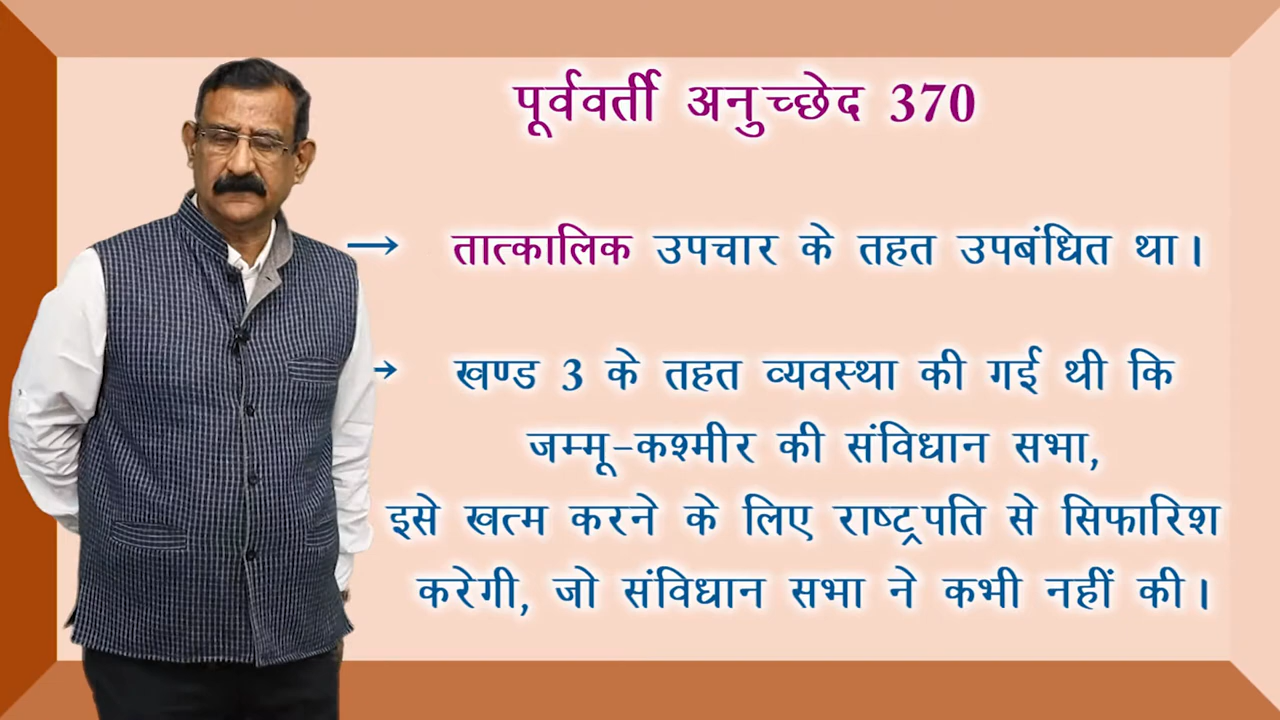 पूर्ववर्ती अनुच्छेद 370
→ तात्कालिक उपचार के तहत उपबंधित था।
→ खण्ड 3 के तहत व्यवस्था की गई थी कि
जम्मू-कश्मीर की संविधान सभा,
इसे खत्म करने के लिए राष्ट्रपति से सिफारिश
करेगी, जो संविधान सभा ने कभी नहीं की।